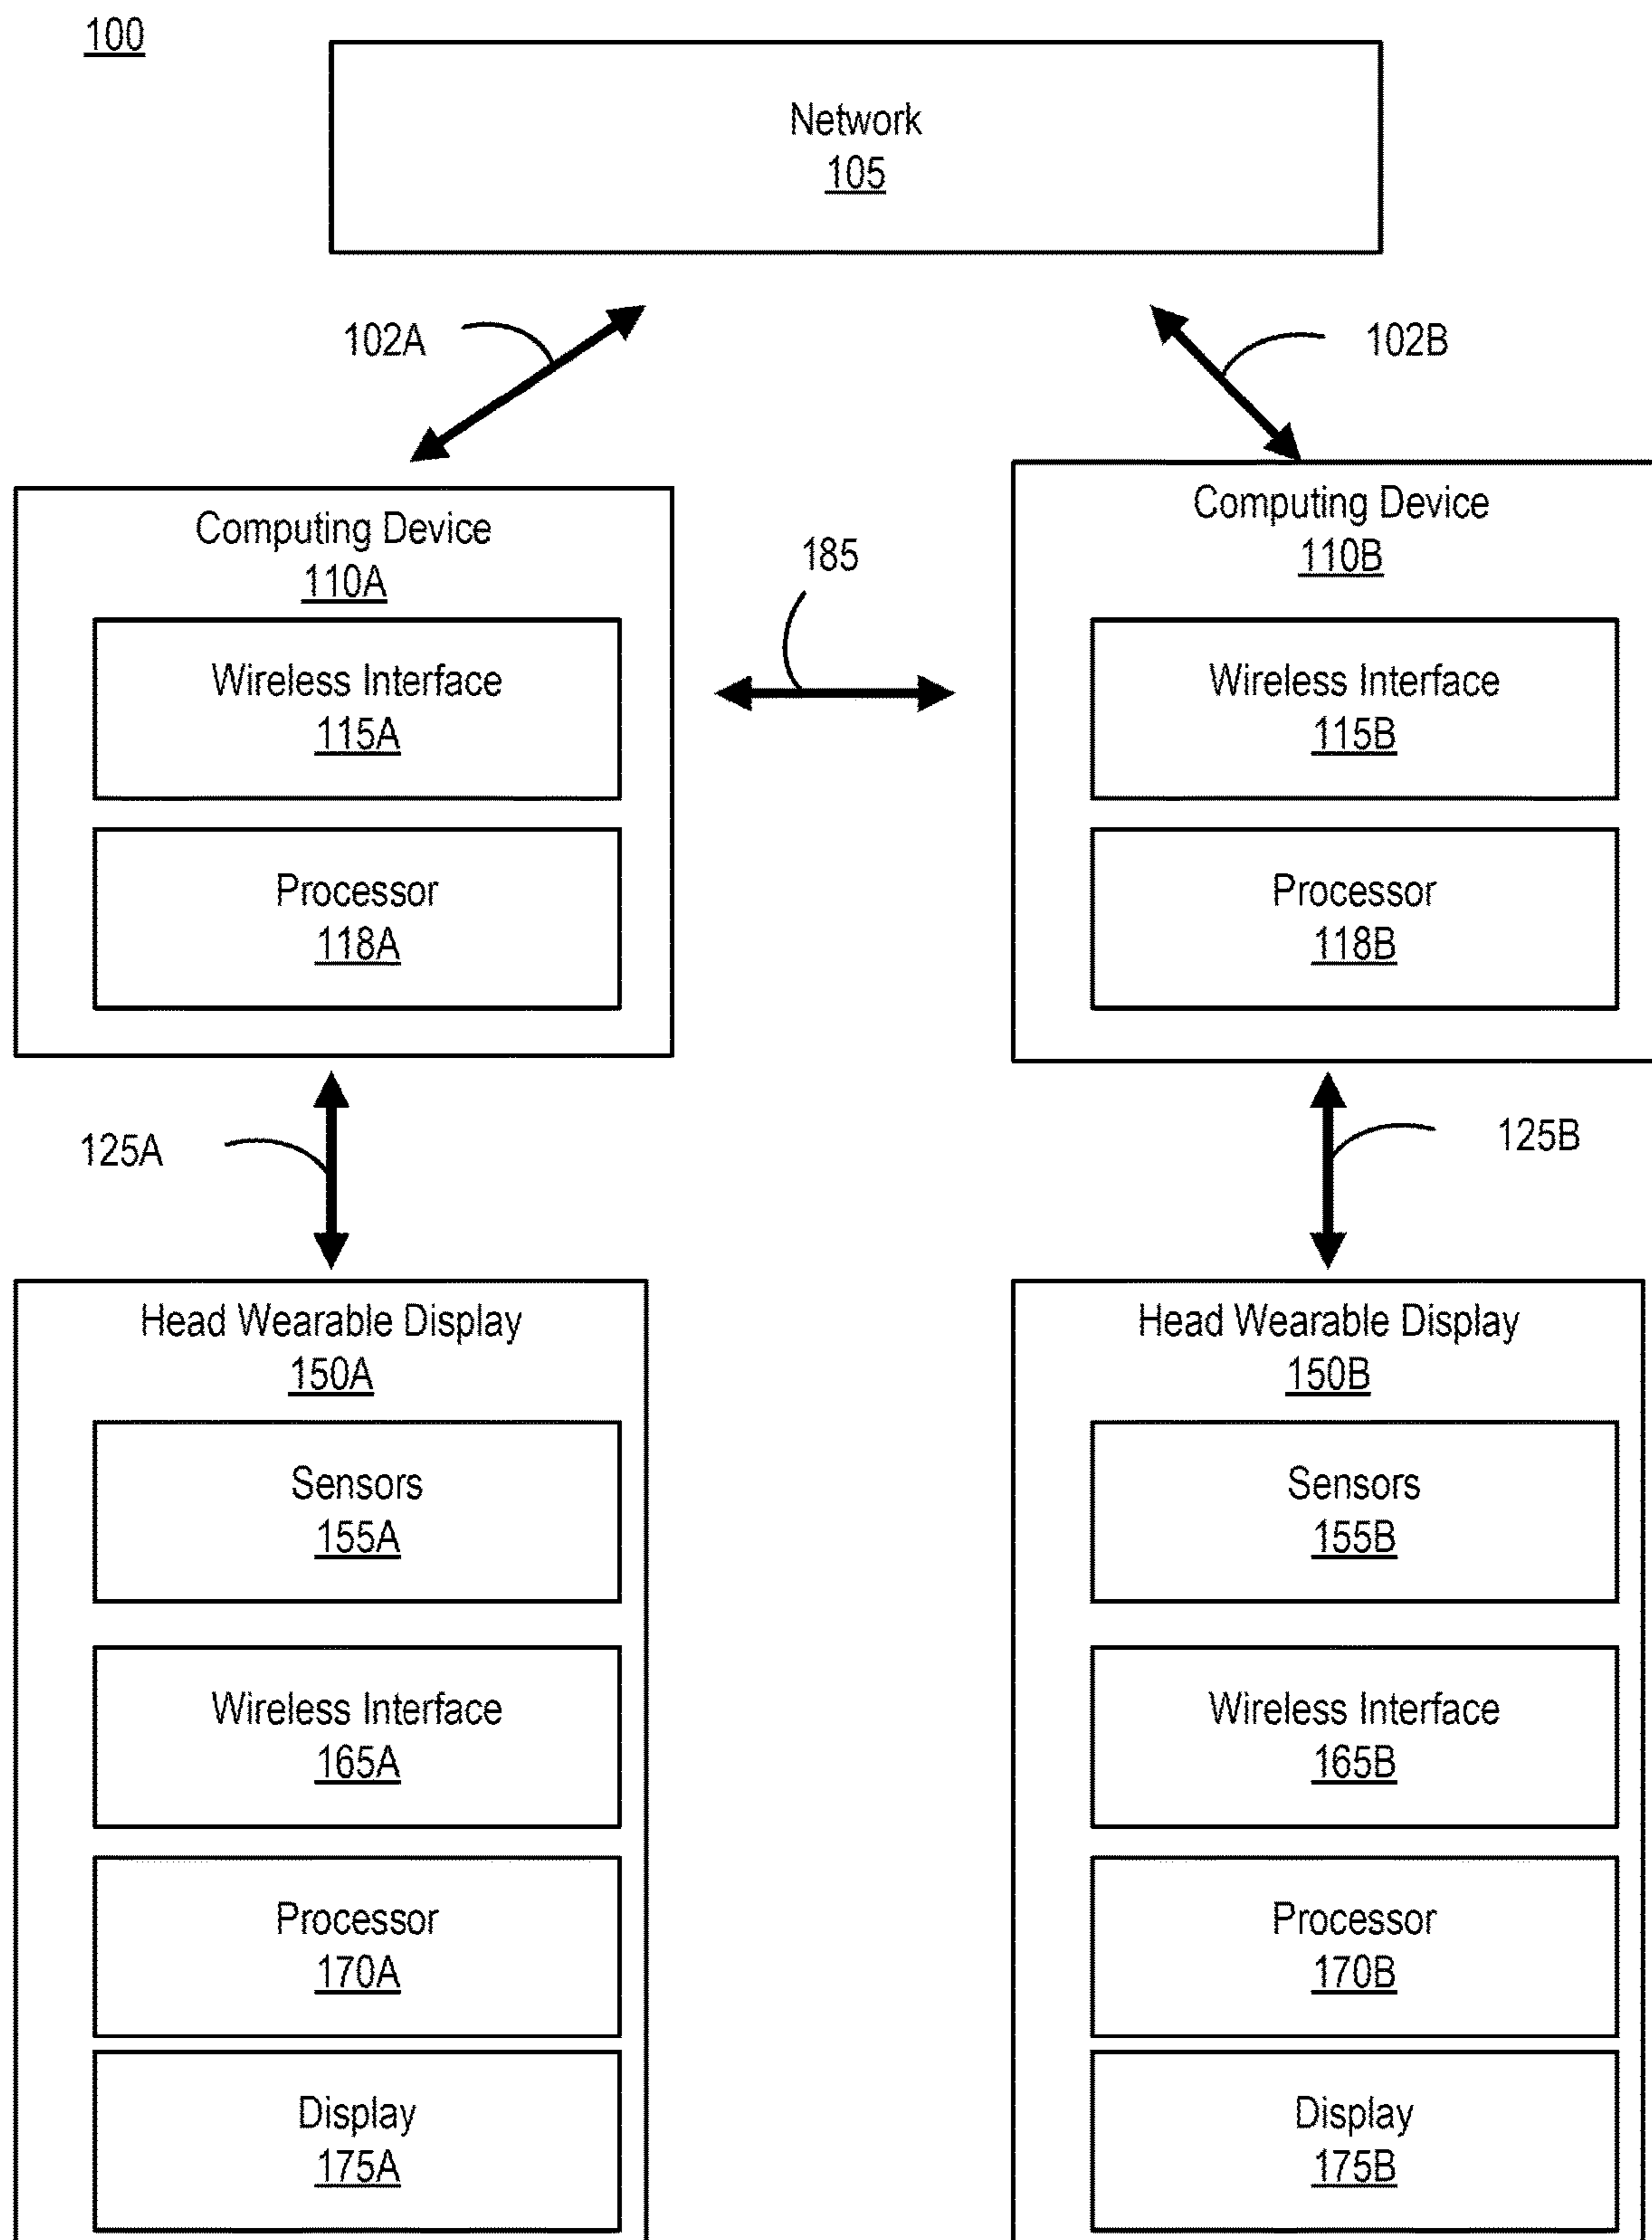 100
Network
105
102A
102B
Computing Device
110A
Wireless Interface
115A
Processor
118A
185
Computing Device
110B
Wireless Interface
115B
Processor
118B
125A
125B
Head Wearable Display
150A
Sensors
155A
Wireless Interface
165A
Processor
170A
Display
175A
Head Wearable Display
150B
Sensors
155B
Wireless Interface
165B
Processor
170B
Display
175B